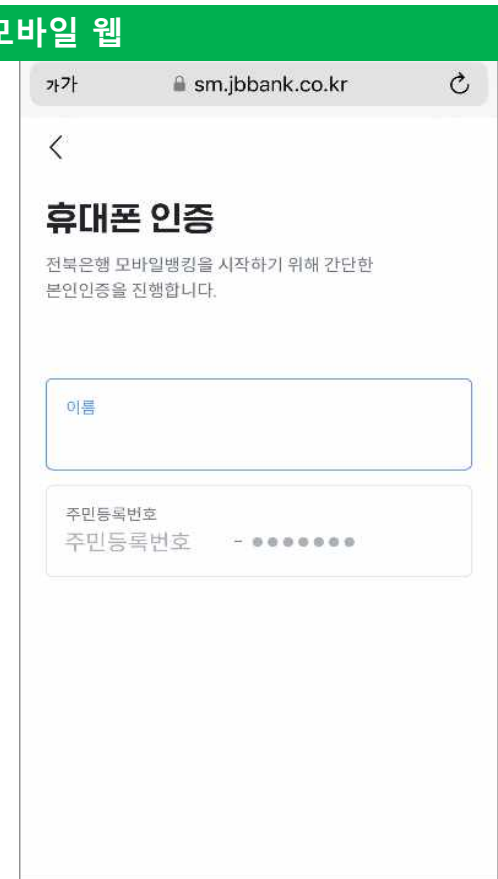 모바일 웹
가가 sm.jbbank.co.kr
휴대폰 인증
전북은행 모바일뱅킹을 시작하기 위해 간단한
본인인증을 진행합니다.
이름
주민등록번호
주민등록번호 - ●●●●●●●